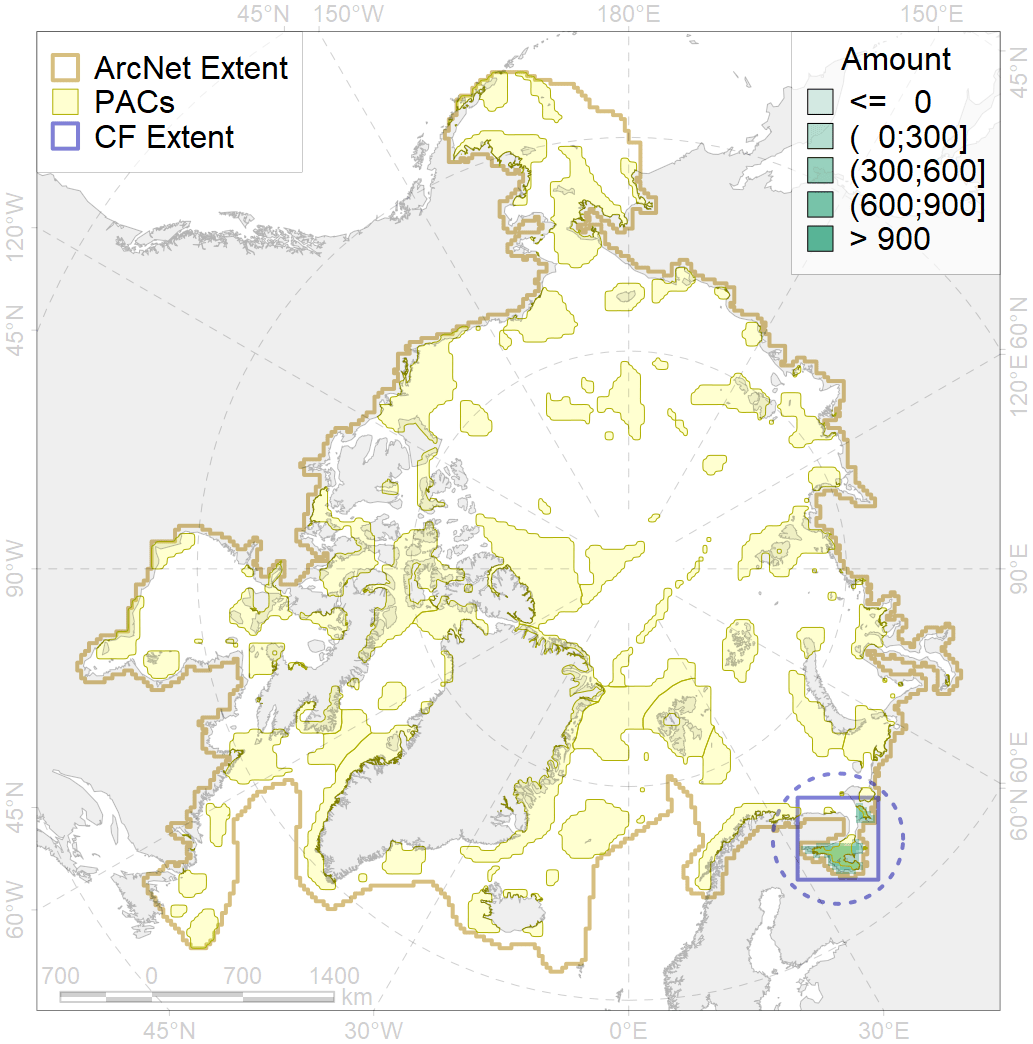 45°N 150°W 180°E 150°E
ArcNet Extent
PACs
CF Extent
Amount
<= 0
( 0;300]
(300;600]
(600;900]
> 900
45°N
120°W
45°N
90°W
45°N
60°W
60°N
120°E
90°E
60°E
60°N
700 0 700 1400
km
45°N 30°W 0°E 30°E